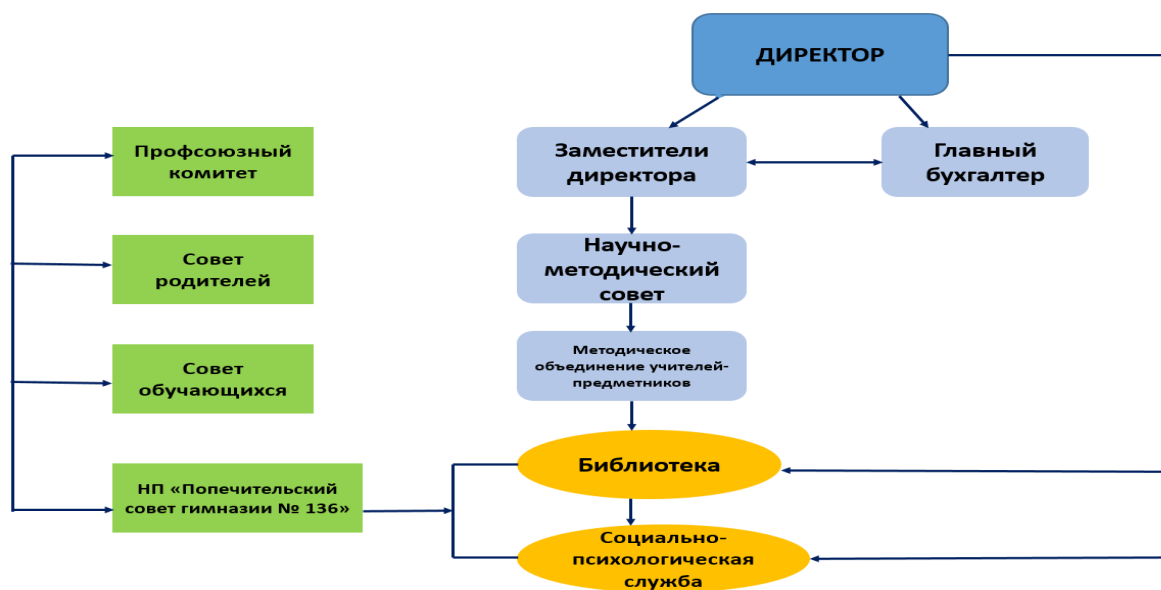 ДИРЕКТОР
Заместители
директора
Главный
бухгалтер
Профсоюзный
комитет
Научно-
методический
совет
Совет
родителей
Методическое
объединение учителей-
предметников
Совет
обучающихся
Библиотека
НП «Попечительский
совет гимназии № 136»
Социально-
психологическая
служба